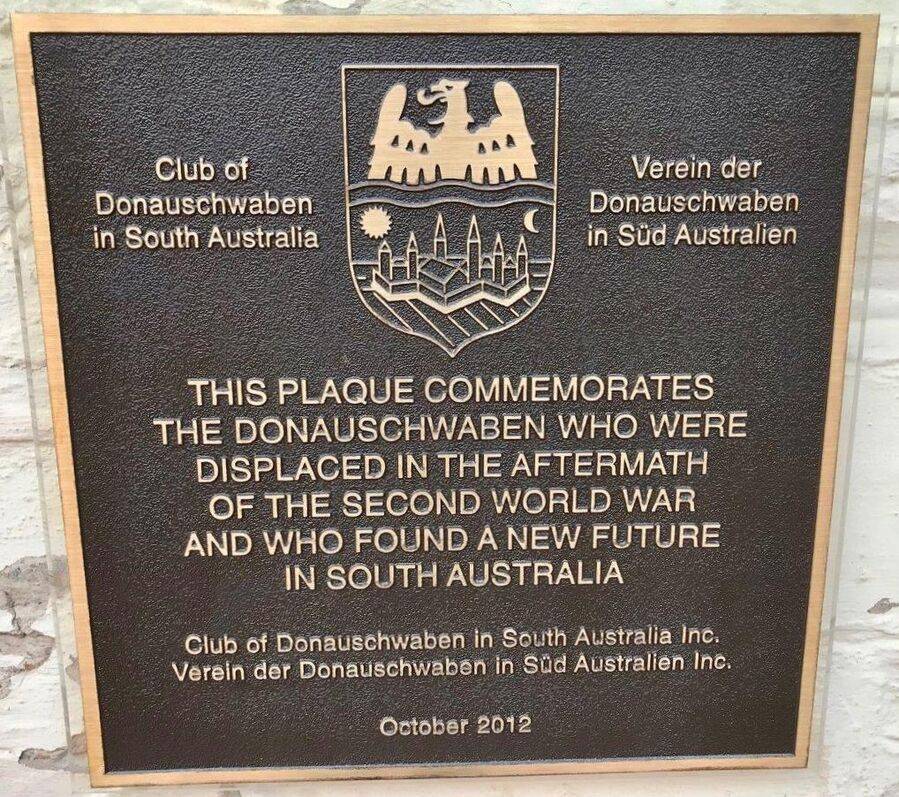 Club of
Donauschwaben
in South Australia
Verein der
Donauschwaben
in Süd Australien
THIS PLAQUE COMMEMORATES
THE DONAUSCHWABEN WHO WERE
DISPLACED IN THE AFTERMATH
OF THE SECOND WORLD WAR
AND WHO FOUND A NEW FUTURE
IN SOUTH AUSTRALIA
Club of Donauschwaben in South Australia Inc.
Verein der Donauschwaben in Süd Australien Inc.
October 2012